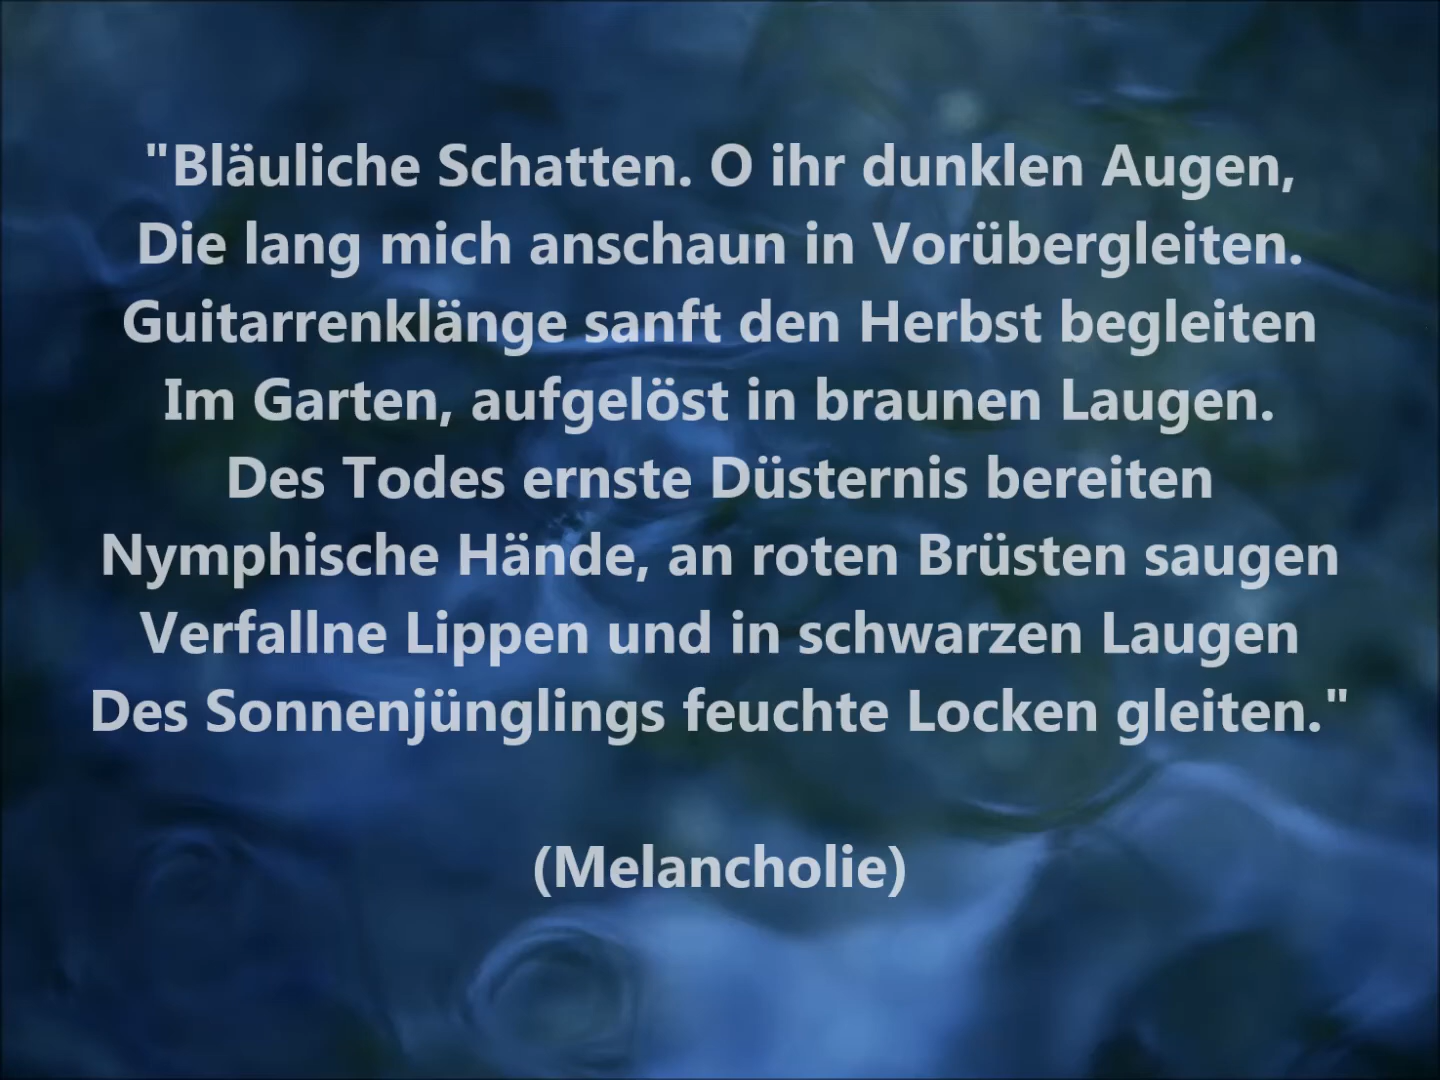 "Bläuliche Schatten. O ihr dunklen Augen,
Die lang mich anschaun in Vorübergleiten.
Guitarrenklänge sanft den Herbst begleiten
Im Garten, aufgelöst in braunen Laugen.
Des Todes ernste Düsternis bereiten
Nymphische Hände, an roten Brüsten saugen
Verfallne Lippen und in schwarzen Laugen
Des Sonnenjünglings feuchte Locken gleiten."
(Melancholie)